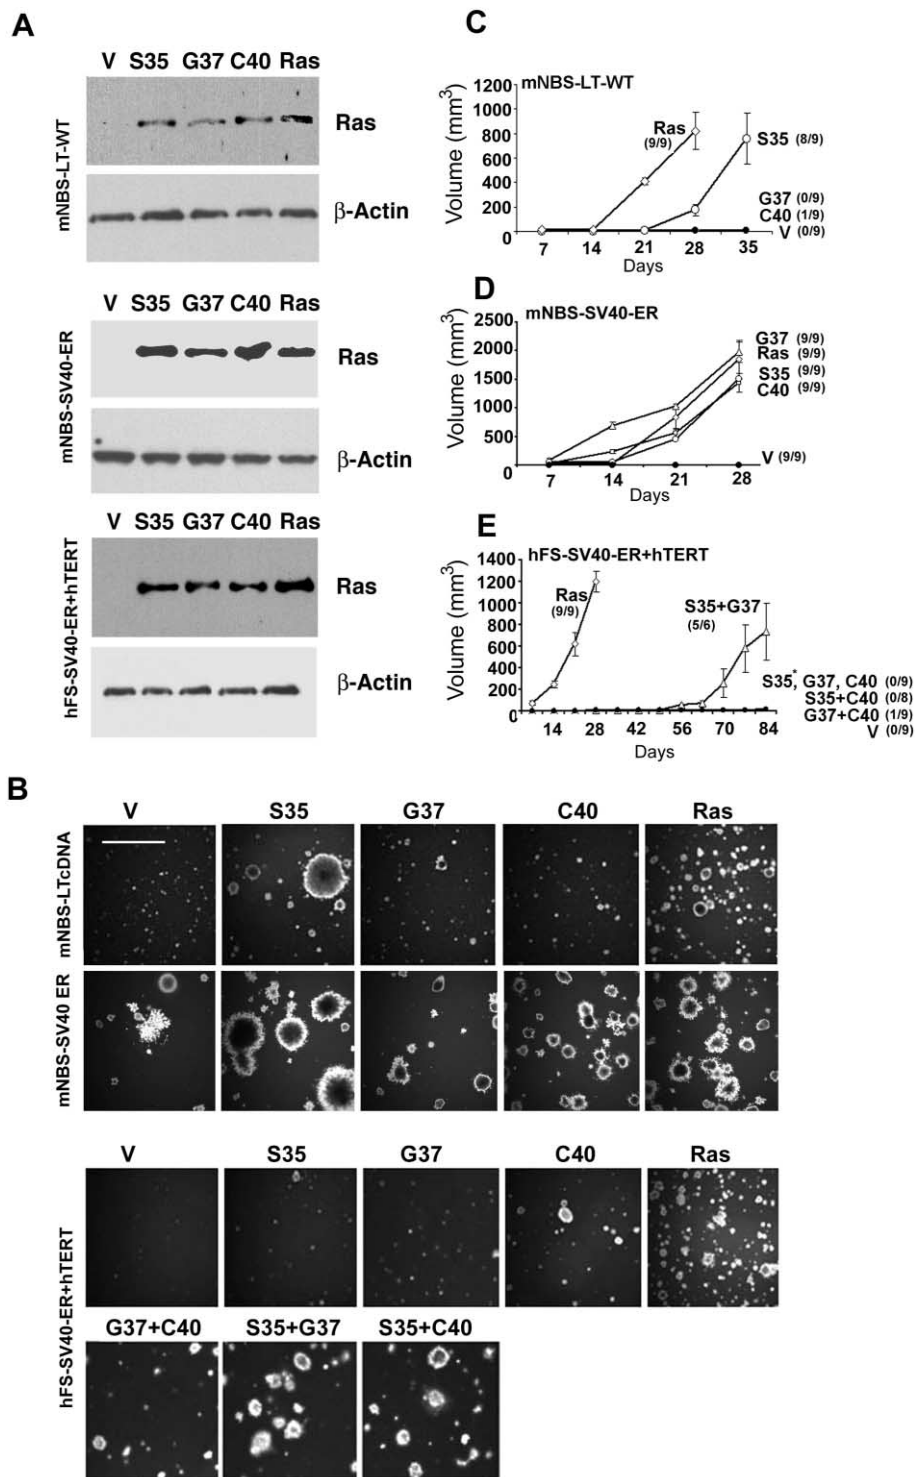 A
V S35 G37 C40 Ras
mNBS-LT-WT
Ras
β-Actin
V S35 G37 C40 Ras
mNBS-SV40-ER
Ras
β-Actin
V S35 G37 C40 Ras
hFS-SV40-ER+hTERT
Ras
β-Actin
C
mNBS-LT-WT
Volume (mm³)
1200
1000
800
600
400
200
0
Ras
(9/9)
S35 (8/9)
G37 (0/9)
C40 (1/9)
V (0/9)
7 14 21 28 35
Days
D
mNBS-SV40-ER
Volume (mm³)
2500
2000
1500
1000
500
0
G37 (9/9)
Ras (9/9)
S35 (9/9)
C40 (9/9)
V (9/9)
7 14 21 28
Days
E
hFS-SV40-ER+hTERT
Volume (mm³)
1400
1200
1000
800
600
400
200
0
Ras
(9/9)
S35+G37
(5/6)
S35*, G37, C40 (0/9)
S35+C40 (0/8)
G37+C40 (1/9)
V (0/9)
14 28 42 56 70 84
Days
B
V S35 G37 C40 Ras
mNBS-LTcDNA
mNBS-SV40 ER
V S35 G37 C40 Ras
hFS-SV40-ER+hTERT
G37+C40 S35+G37 S35+C40